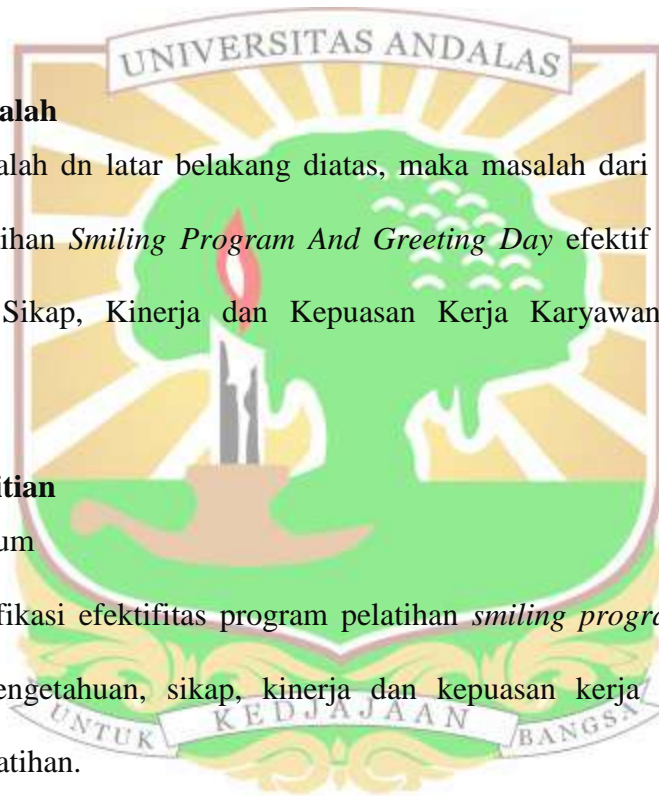 UNIVERSITAS ANDALAS
alah
alah dn latar belakang diatas, maka masalah dari
tihan Smiling Program And Greeting Day efektif
Sikap, Kinerja dan Kepuasan Kerja Karyawan
itian
um
fikasi efektifitas program pelatihan smiling progra
engetahuan, sikap, kinerja dan kepuasan kerja
UNTUK KEDJAJAAN BANGSA
atihan.